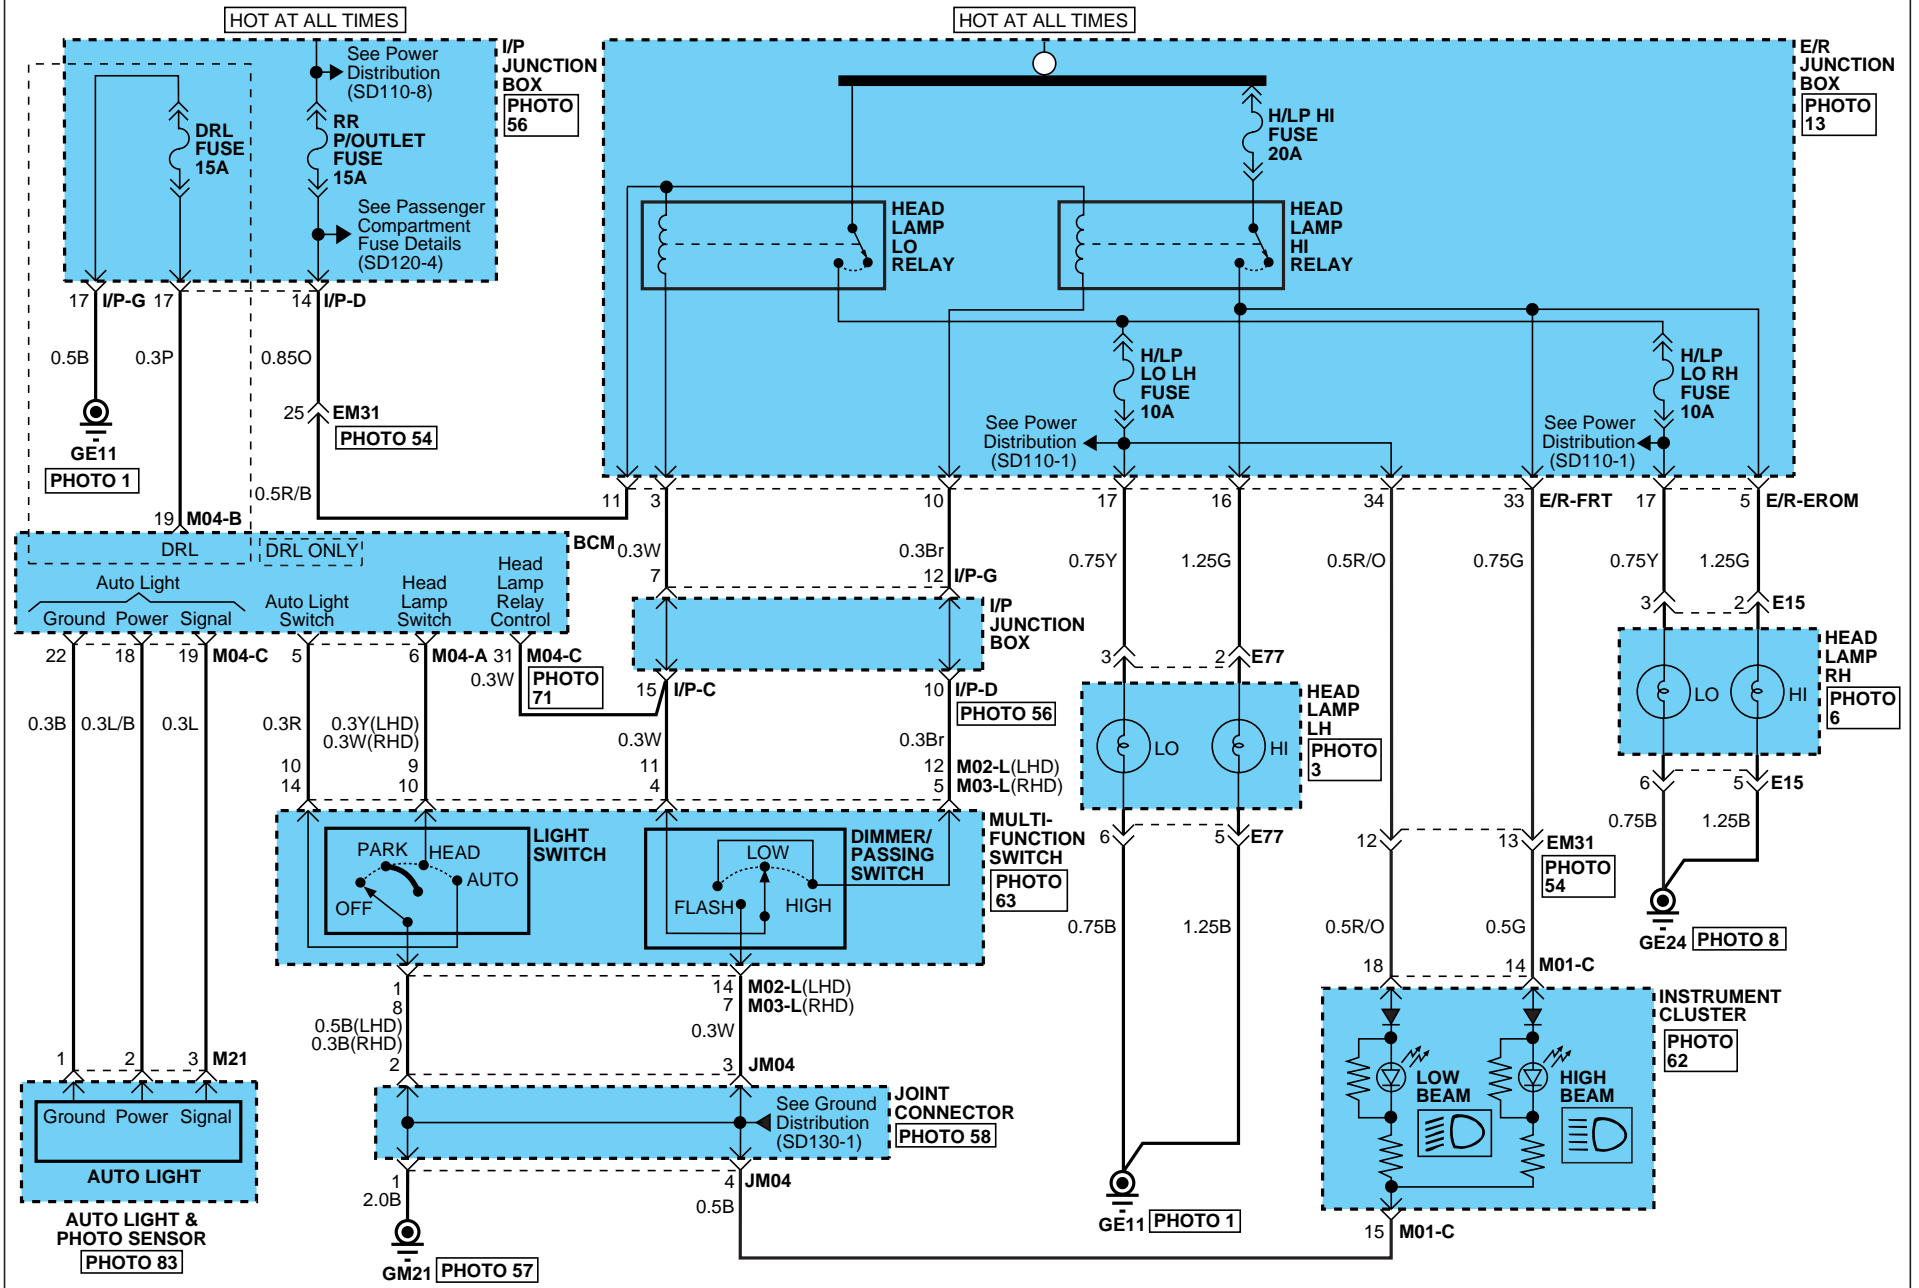 HOT AT ALL TIMES
HOT AT ALL TIMES
See Power
Distribution
(SD110-8)
I/P
JUNCTION
BOX
PHOTO
56
DRL
FUSE
15A
RR
P/OUTLET
FUSE
15A
See Passenger
Compartment
Fuse Details
(SD120-4)
17 I/P-G 17
14 I/P-D
0.5B
0.3P
0.85O
25 EM31
PHOTO 54
GE11
PHOTO 1
0.5R/B
19 M04-B
E/R
JUNCTION
BOX
PHOTO
13
H/LP HI
FUSE
20A
HEAD
LAMP
LO
RELAY
HEAD
LAMP
HI
RELAY
H/LP
LO LH
FUSE
10A
H/LP
LO RH
FUSE
10A
See Power
Distribution
(SD110-1)
See Power
Distribution
(SD110-1)
11
3
10
17
16
34
33 E/R-FRT
17
5 E/R-EROM
DRL
DRL ONLY
BCM
Auto Light
Ground Power Signal
Auto Light
Switch
Head
Lamp
Switch
Head
Lamp
Relay
Control
22
18
19 M04-C
5
6 M04-A
31 M04-C
PHOTO
71
0.3W
0.3B
0.3L/B
0.3L
0.3R
0.3Y(LHD)
0.3W(RHD)
0.3W
0.3Br
0.75Y
1.25G
0.5R/O
0.75G
0.75Y
1.25G
7
12 I/P-G
I/P
JUNCTION
BOX
15 I/P-C
10 I/P-D
PHOTO 56
0.3W
0.3Br
10
14
9
10
11
4
12 M02-L(LHD)
5 M03-L(RHD)
3
2 E77
HEAD
LAMP
LH
PHOTO
3
LO
HI
6
5 E77
3
2 E15
HEAD
LAMP
RH
PHOTO
6
LO
HI
6
5 E15
0.75B
1.25B
GE24 PHOTO 8
PARK
HEAD
AUTO
OFF
LIGHT
SWITCH
LOW
FLASH
HIGH
DIMMER/
PASSING
SWITCH
MULTI-
FUNCTION
SWITCH
PHOTO
63
0.75B
1.25B
12
13 EM31
PHOTO
54
0.5R/O
0.5G
18
14 M01-C
INSTRUMENT
CLUSTER
PHOTO
62
LOW
BEAM
HIGH
BEAM
15 M01-C
1
8
14 M02-L(LHD)
7 M03-L(RHD)
0.5B(LHD)
0.3B(RHD)
0.3W
2
3 JM04
See Ground
Distribution
(SD130-1)
JOINT
CONNECTOR
PHOTO 58
1
4 JM04
2.0B
0.5B
GM21 PHOTO 57
GE11 PHOTO 1
1
2
3 M21
Ground Power Signal
AUTO LIGHT
AUTO LIGHT &
PHOTO SENSOR
PHOTO 83